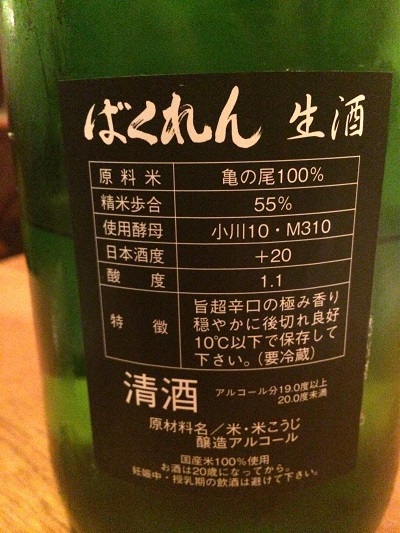 ばくれん 生酒
原料米 亀の尾100%
精米歩合 55%
使用酵母 小川10・M310
日本酒度 +20
酸度 1.1
特徴 旨超辛口の極み香り
穏やかに後切れ良好
10℃以下で保存して
下さい。(要冷蔵)
清酒 アルコール分19.0度以上
20.0度未満
原材料名/米・米こうじ
醸造アルコール
国産米100%使用
お酒は20歳になってから。
妊娠中・授乳期の飲酒は避けて下さい。